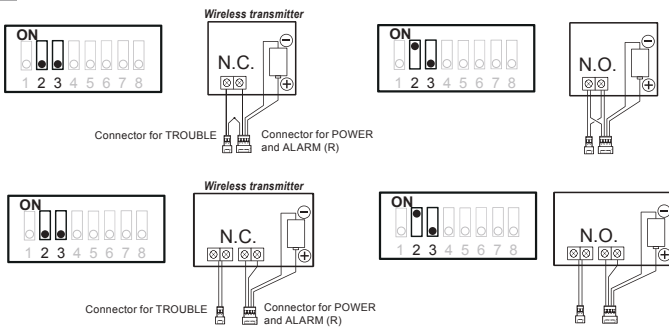 Wireless transmitter
ON
1 2 3 4 5 6 7 8
N.C.
ON
1 2 3 4 5 6 7 8
N.O.
Connector for TROUBLE
Connector for POWER
and ALARM (R)
Wireless transmitter
ON
1 2 3 4 5 6 7 8
N.C.
ON
1 2 3 4 5 6 7 8
N.O.
Connector for TROUBLE
Connector for POWER
and ALARM (R)